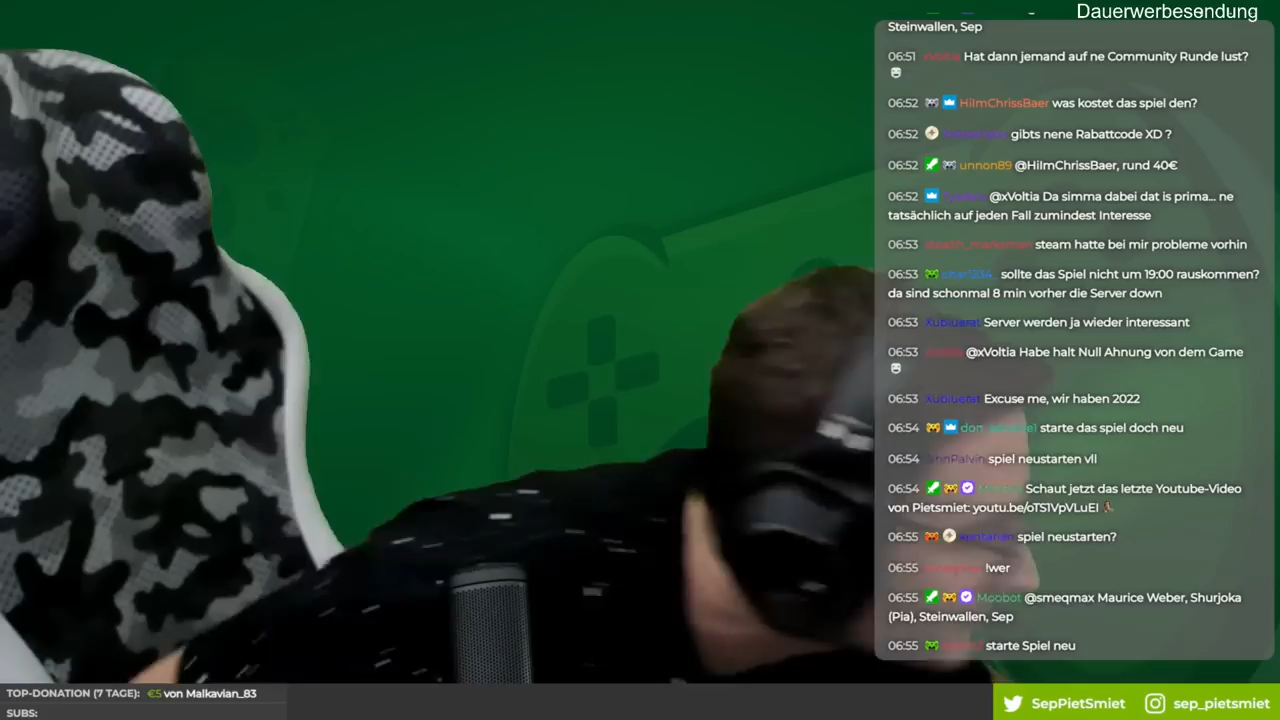 Dauerwerbesendung
Steinwallen, Sep
06:51 Hat dann jemand auf ne Community Runde lust?
06:52 HiImChrissBaer was kostet das spiel den?
06:52 gibts nene Rabattcode XD ?
06:52 unnon89 @HiImChrissBaer, rund 40€
06:52 @xVoltia Da simma dabei dat is prima... ne
tatsächlich auf jeden Fall zumindest Interesse
06:53 steam hatte bei mir probleme vorhin
06:53 sollte das Spiel nicht um 19:00 rauskommen?
da sind schonmal 8 min vorher die Server down
06:53 Server werden ja wieder interessant
06:53 @xVoltia Habe halt Null Ahnung von dem Game
06:53 Excuse me, wir haben 2022
06:54 starte das spiel doch neu
06:54 spiel neustarten vll
06:54 Schaut jetzt das letzte Youtube-Video
von Pietsmiet: youtu.be/oTS1VpVLuEI
06:55 spiel neustarten?
06:55 !wer
06:55 Moobot @smeqmax Maurice Weber, Shurjoka
(Pia), Steinwallen, Sep
06:55 starte Spiel neu
TOP-DONATION (7 TAGE): €5 von Malkavian_83
SUBS:
SepPietSmiet sep_pietsmiet